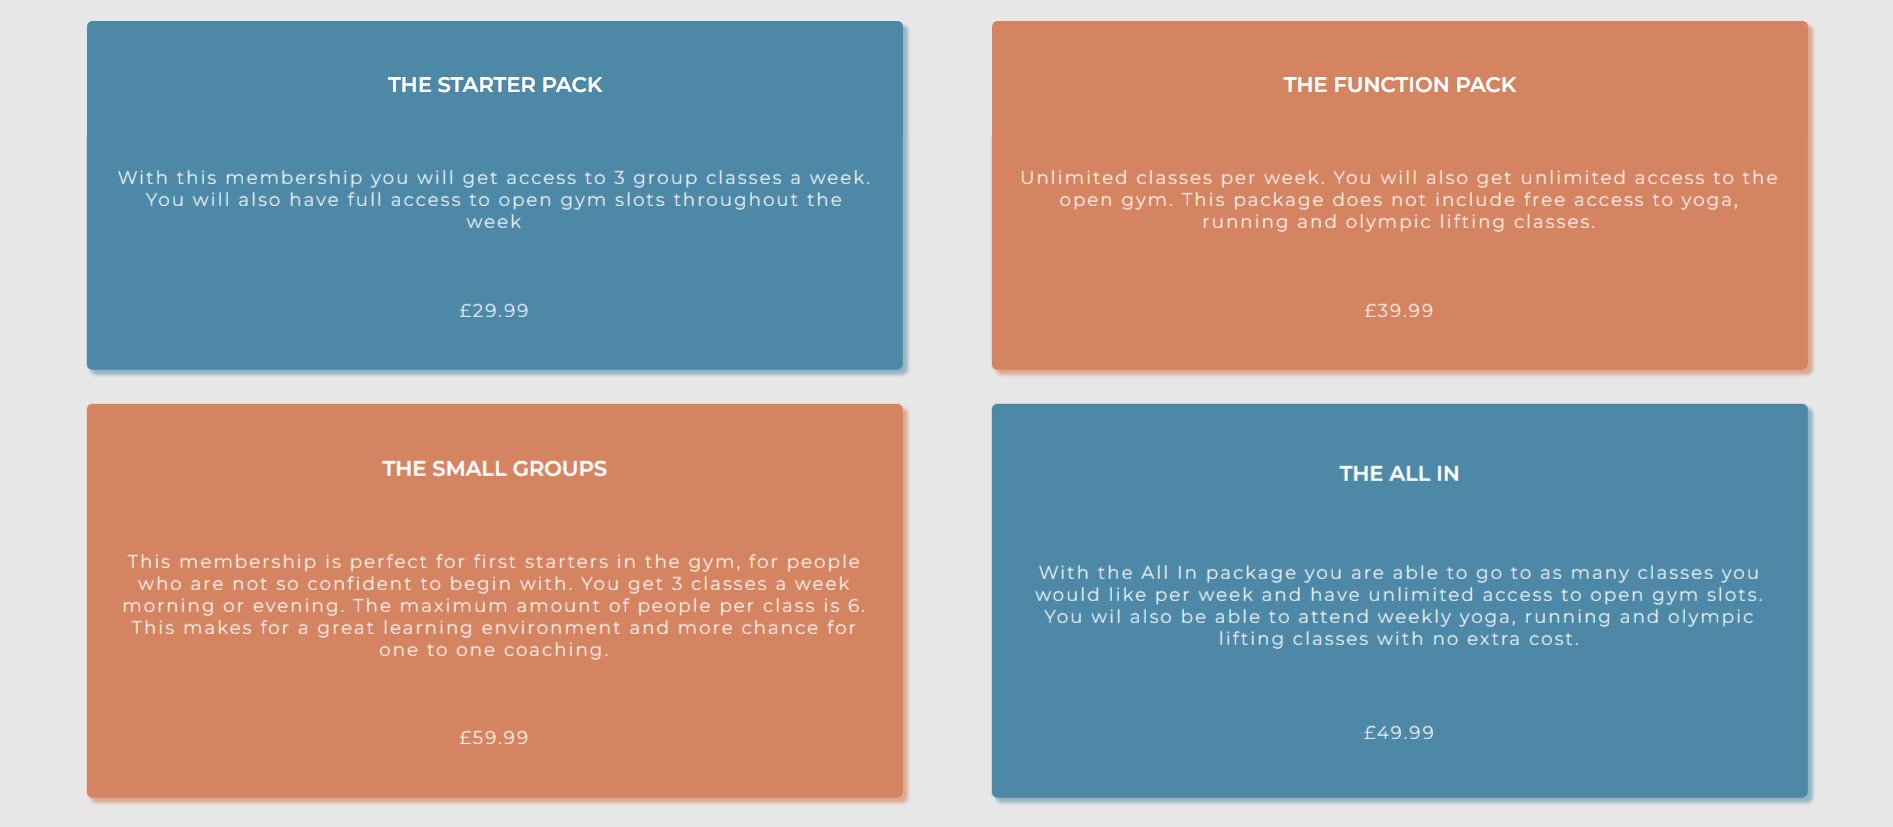 THE STARTER PACK
With this membership you will get access to 3 group classes a week.
You will also have full access to open gym slots throughout the
week
£29.99
THE FUNCTION PACK
Unlimited classes per week. You will also get unlimited access to the
open gym. This package does not include free access to yoga,
running and olympic lifting classes.
£39.99
THE SMALL GROUPS
This membership is perfect for first starters in the gym, for people
who are not so confident to begin with. You get 3 classes a week
morning or evening. The maximum amount of people per class is 6.
This makes for a great learning environment and more chance for
one to one coaching.
£59.99
THE ALL IN
With the All In package you are able to go to as many classes you
would like per week and have unlimited access to open gym slots.
You wil also be able to attend weekly yoga, running and olympic
lifting classes with no extra cost.
£49.99